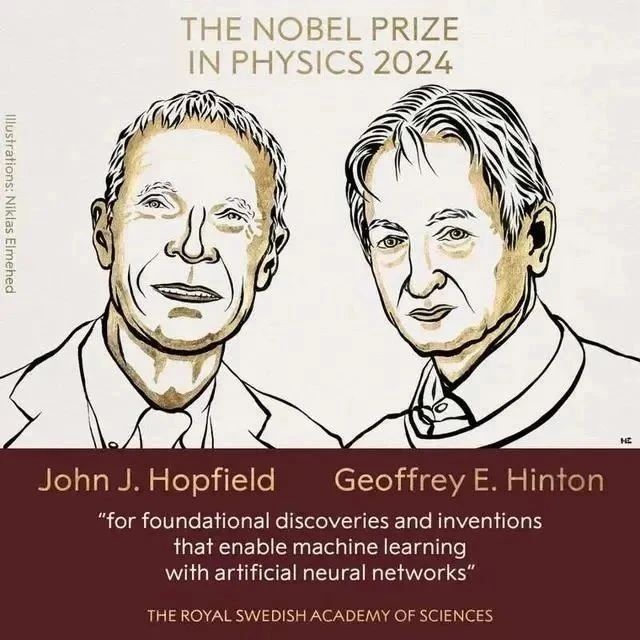 THE NOBEL PRIZE
IN PHYSICS 2024
Illustrations: Niklas Elmehed
John J. Hopfield
Geoffrey E. Hinton
“for foundational discoveries and inventions
that enable machine learning
with artificial neural networks“
THE ROYAL SWEDISH ACADEMY OF SCIENCES